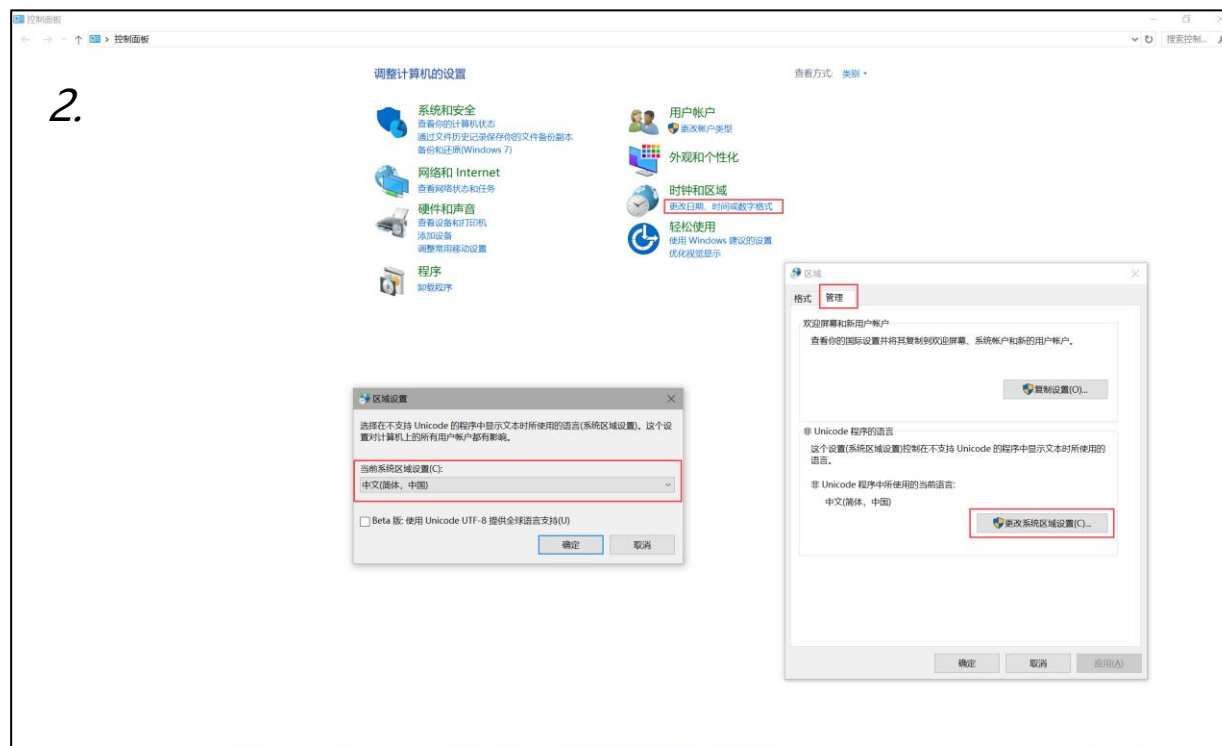 控制面板
控制面板
搜索控制...
调整计算机的设置
查看方式: 类别
2.
系统和安全
查看你的计算机状态
通过文件历史记录保存你的文件备份副本
备份和还原(Windows 7)
网络和 Internet
查看网络状态和任务
硬件和声音
查看设备和打印机
添加设备
调整常用移动设置
程序
卸载程序
用户帐户
更改帐户类型
外观和个性化
时钟和区域
更改日期、时间或数字格式
轻松使用
使用 Windows 建议的设置
优化视觉显示
区域
格式 管理
欢迎屏幕和新用户帐户
查看你的国际设置并将其复制到欢迎屏幕、系统帐户和新的用户帐户。
复制设置(O)...
非 Unicode 程序的语言
这个设置(系统区域设置)控制在不支持 Unicode 的程序中显示文本时所使用的
语言。
非 Unicode 程序中所使用的当前语言:
中文(简体，中国)
更改系统区域设置(C)...
确定 取消 应用(A)
区域设置
选择在不支持 Unicode 的程序中显示文本时所使用的语言(系统区域设置)。这个设
置对计算机上的所有用户帐户都有影响。
当前系统区域设置(C):
中文(简体，中国)
Beta 版: 使用 Unicode UTF-8 提供全球语言支持(U)
确定 取消